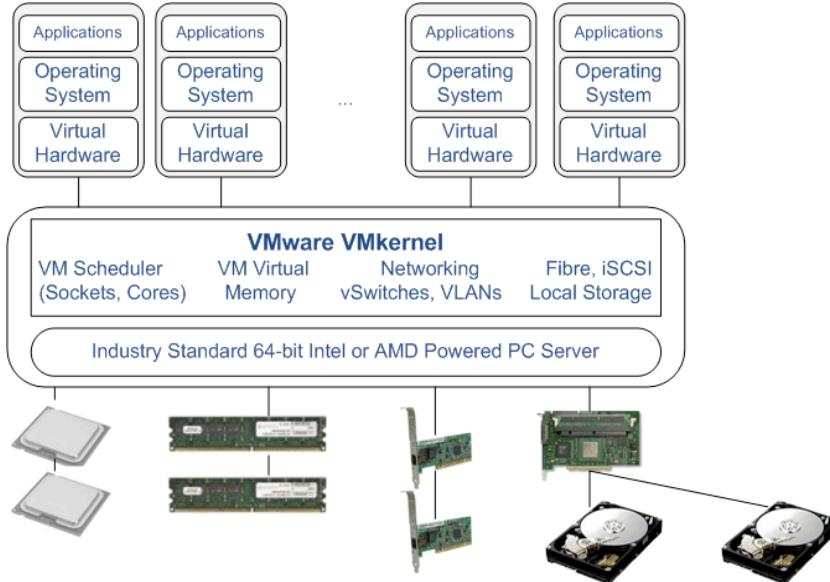 Applications
Operating
System
Virtual
Hardware
Applications
Operating
System
Virtual
Hardware
...
Applications
Operating
System
Virtual
Hardware
Applications
Operating
System
Virtual
Hardware
VMware VMkernel
VM Scheduler
(Sockets, Cores)
VM Virtual
Memory
Networking
vSwitches, VLANs
Fibre, iSCSI
Local Storage
Industry Standard 64-bit Intel or AMD Powered PC Server